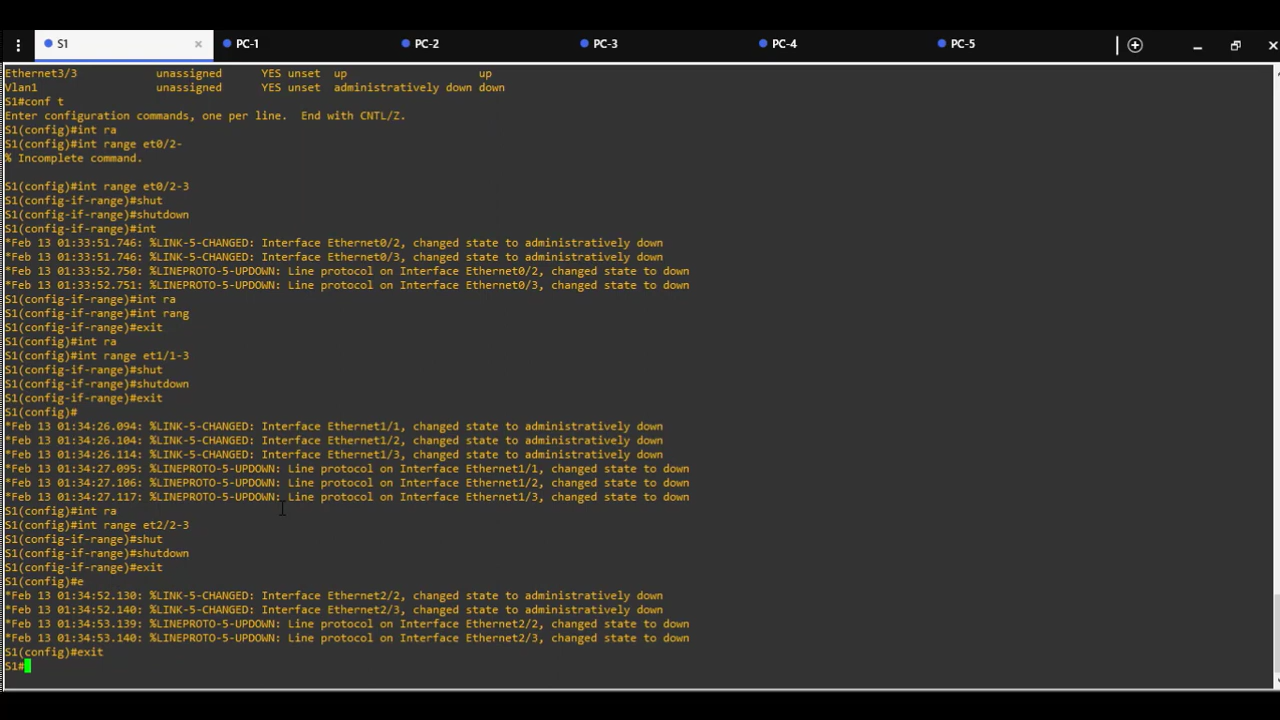 S1 PC-1 PC-2 PC-3 PC-4 PC-5
Ethernet3/3 unassigned YES unset up up
Vlan1 unassigned YES unset administratively down down
S1#conf t
Enter configuration commands, one per line. End with CNTL/Z.
S1(config)#int ra
S1(config)#int range et0/2-
% Incomplete command.
S1(config)#int range et0/2-3
S1(config-if-range)#shut
S1(config-if-range)#shutdown
S1(config-if-range)#int
*Feb 13 01:33:51.746: %LINK-5-CHANGED: Interface Ethernet0/2, changed state to administratively down
*Feb 13 01:33:51.746: %LINK-5-CHANGED: Interface Ethernet0/3, changed state to administratively down
*Feb 13 01:33:52.750: %LINEPROTO-5-UPDOWN: Line protocol on Interface Ethernet0/2, changed state to down
*Feb 13 01:33:52.751: %LINEPROTO-5-UPDOWN: Line protocol on Interface Ethernet0/3, changed state to down
S1(config-if-range)#int ra
S1(config-if-range)#int rang
S1(config-if-range)#exit
S1(config)#int ra
S1(config)#int range et1/1-3
S1(config-if-range)#shut
S1(config-if-range)#shutdown
S1(config-if-range)#exit
S1(config)#
*Feb 13 01:34:26.094: %LINK-5-CHANGED: Interface Ethernet1/1, changed state to administratively down
*Feb 13 01:34:26.104: %LINK-5-CHANGED: Interface Ethernet1/2, changed state to administratively down
*Feb 13 01:34:26.114: %LINK-5-CHANGED: Interface Ethernet1/3, changed state to administratively down
*Feb 13 01:34:27.095: %LINEPROTO-5-UPDOWN: Line protocol on Interface Ethernet1/1, changed state to down
*Feb 13 01:34:27.106: %LINEPROTO-5-UPDOWN: Line protocol on Interface Ethernet1/2, changed state to down
*Feb 13 01:34:27.117: %LINEPROTO-5-UPDOWN: Line protocol on Interface Ethernet1/3, changed state to down
S1(config)#int ra
S1(config)#int range et2/2-3
S1(config-if-range)#shut
S1(config-if-range)#shutdown
S1(config-if-range)#exit
S1(config)#e
*Feb 13 01:34:52.130: %LINK-5-CHANGED: Interface Ethernet2/2, changed state to administratively down
*Feb 13 01:34:52.140: %LINK-5-CHANGED: Interface Ethernet2/3, changed state to administratively down
*Feb 13 01:34:53.139: %LINEPROTO-5-UPDOWN: Line protocol on Interface Ethernet2/2, changed state to down
*Feb 13 01:34:53.140: %LINEPROTO-5-UPDOWN: Line protocol on Interface Ethernet2/3, changed state to down
S1(config)#exit
S1#